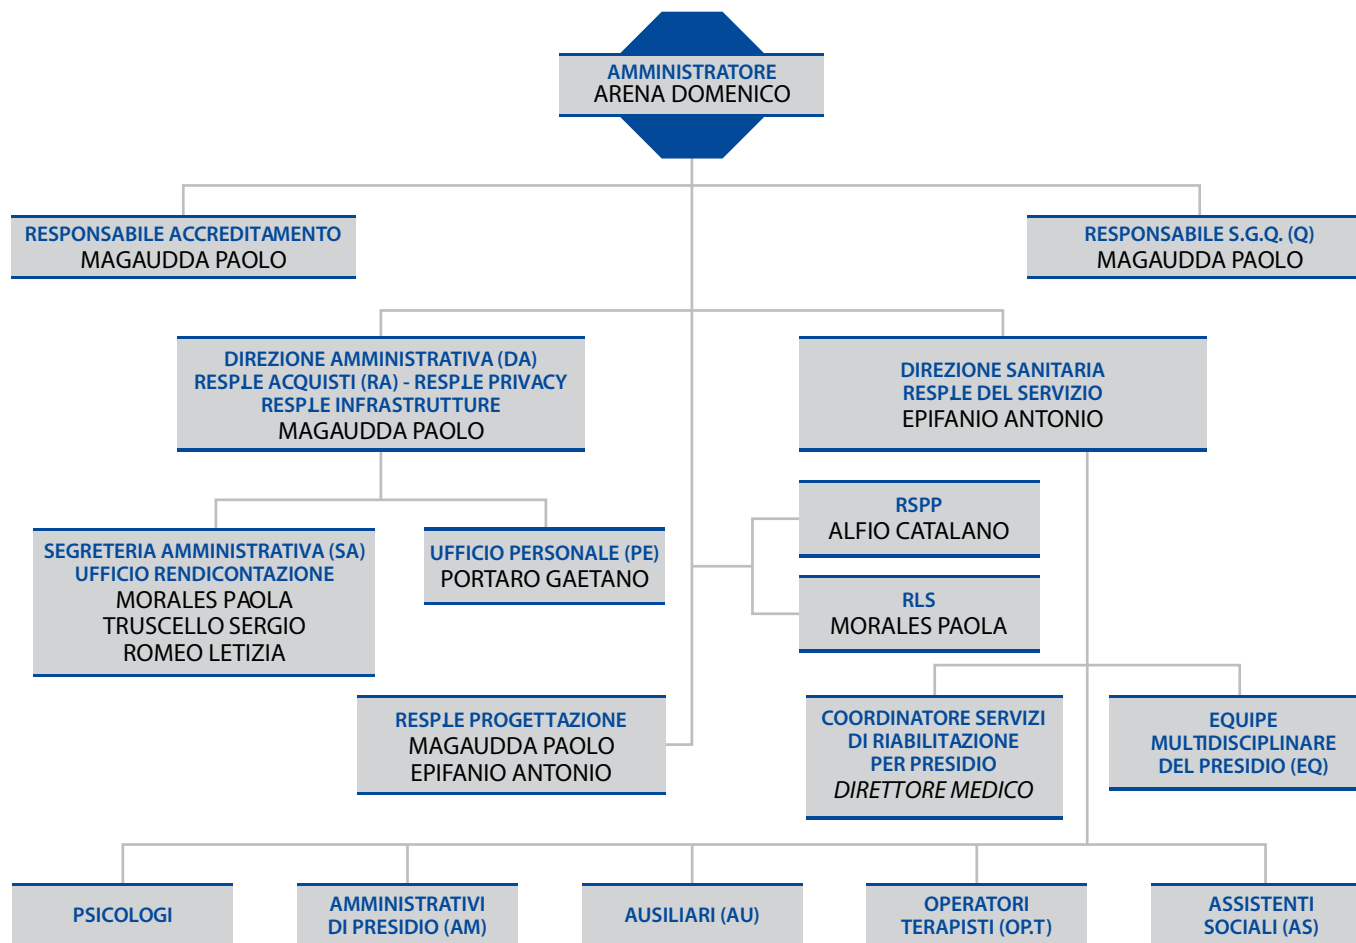 AMMINISTRATORE
ARENA DOMENICO
RESPONSABILE ACCREDITAMENTO
MAGAUDDA PAOLO
RESPONSABILE S.G.Q. (Q)
MAGAUDDA PAOLO
DIREZIONE AMMINISTRATIVA (DA)
RESP.LE ACQUISTI (RA) - RESP.LE PRIVACY
RESP.LE INFRASTRUTTURE
MAGAUDDA PAOLO
DIREZIONE SANITARIA
RESP.LE DEL SERVIZIO
EPIFANIO ANTONIO
SEGRETERIA AMMINISTRATIVA (SA)
UFFICIO RENDICONTAZIONE
MORALES PAOLA
TRUSCELLO SERGIO
ROMEO LETIZIA
UFFICIO PERSONALE (PE)
PORTARO GAETANO
RSPP
ALFIO CATALANO
RLS
MORALES PAOLA
RESP.LE PROGETTAZIONE
MAGAUDDA PAOLO
EPIFANIO ANTONIO
COORDINATORE SERVIZI
DI RIABILITAZIONE
PER PRESIDIO
DIRETTORE MEDICO
EQUIPE
MULTIDISCIPLINARE
DEL PRESIDIO (EQ)
PSICOLOGI
AMMINISTRATIVI
DI PRESIDIO (AM)
AUSILIARI (AU)
OPERATORI
TERAPISTI (OP.T)
ASSISTENTI
SOCIALI (AS)